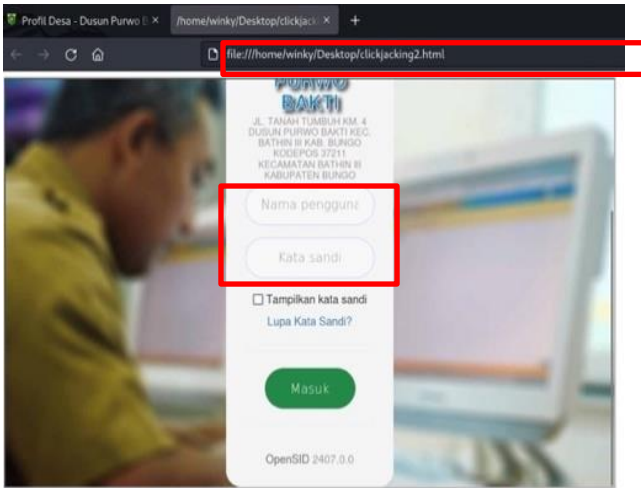 Profil Desa - Dusun Purwo B ×
/home/winky/Desktop/clickjacki ×
+
file:///home/winky/Desktop/clickjacking2.html
PURWO
BAKTI
JL. TANAH TUMBUH KM. 4
DUSUN PURWO BAKTI KEC.
BATHIN III KAB. BUNGO
KODEPOS 37211
KECAMATAN BATHIN III
KABUPATEN BUNGO
Nama pengguna
Kata sandi
Tampilkan kata sandi
Lupa Kata Sandi?
Masuk
OpenSID 2407.0.0